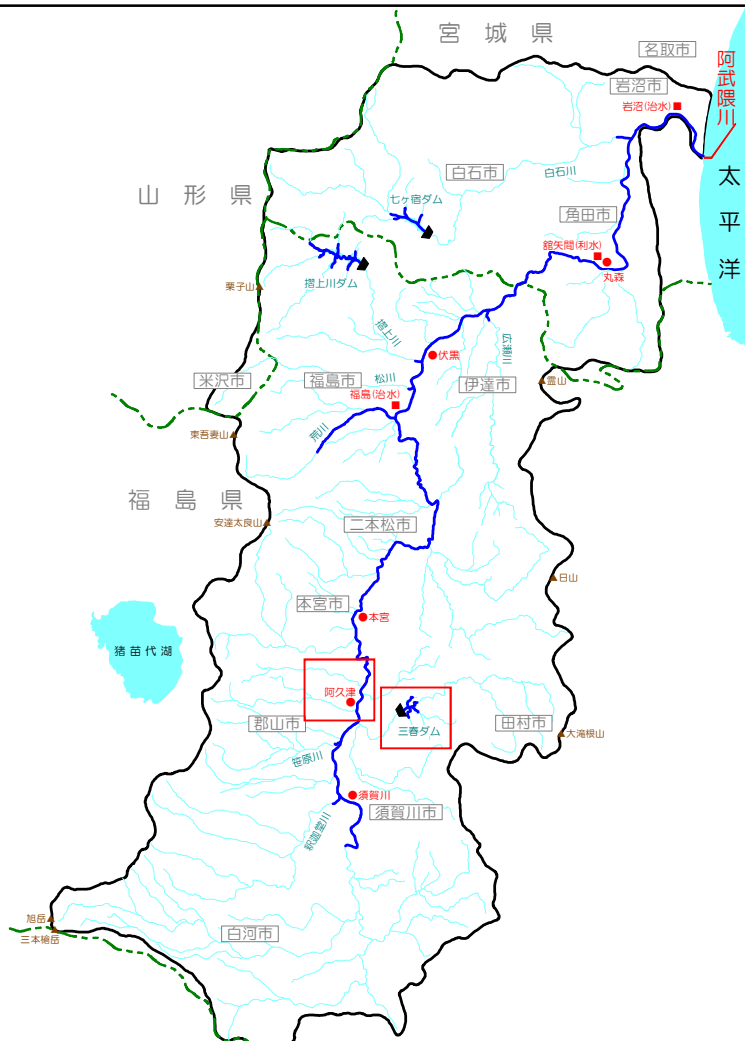 宮城県
名取市
阿武隈川
岩沼市
岩沼(治水)
太平洋
白石市
白石川
山形県
七ヶ宿ダム
角田市
舘矢間(利水)
丸森
栗子山
摺上川ダム
摺上川
広瀬川
伏黒
米沢市
福島市
松川
伊達市
霊山
福島(治水)
東吾妻山
荒川
福島県
安達太良山
二本松市
日山
本宮市
本宮
猪苗代湖
阿久津
郡山市
三春ダム
田村市
大滝根山
笹原川
須賀川
須賀川市
釈迦堂川
旭岳
三本槍岳
白河市